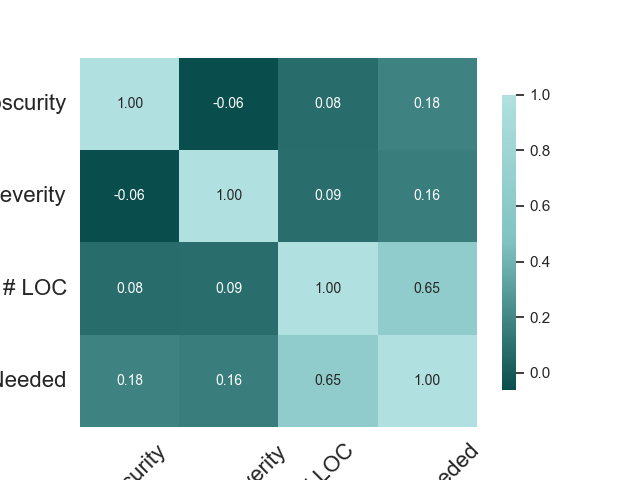 scurity 1.00 -0.06 0.08 0.18
everity -0.06 1.00 0.09 0.16
# LOC 0.08 0.09 1.00 0.65
Needed 0.18 0.16 0.65 1.00
curity verity LOC eeded
1.0
0.8
0.6
0.4
0.2
0.0